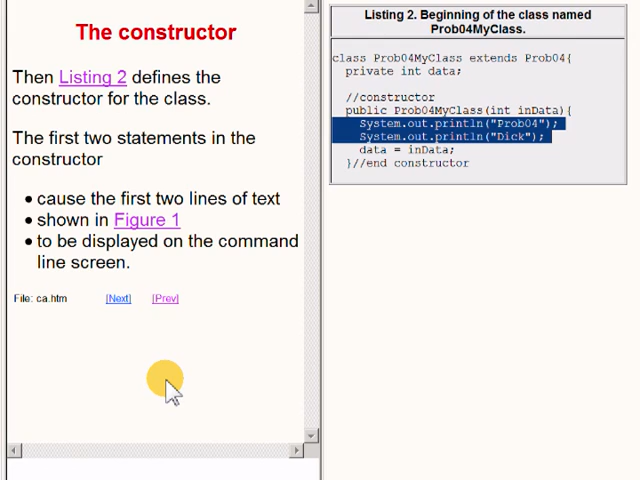 The constructor
Then Listing 2 defines the
constructor for the class.
The first two statements in the
constructor
• cause the first two lines of text
• shown in Figure 1
• to be displayed on the command
line screen.
File: ca.htm [Next] [Prev]
Listing 2. Beginning of the class named
Prob04MyClass.
class Prob04MyClass extends Prob04{
private int data;
//constructor
public Prob04MyClass(int inData){
System.out.println("Prob04");
System.out.println("Dick");
data = inData;
}//end constructor